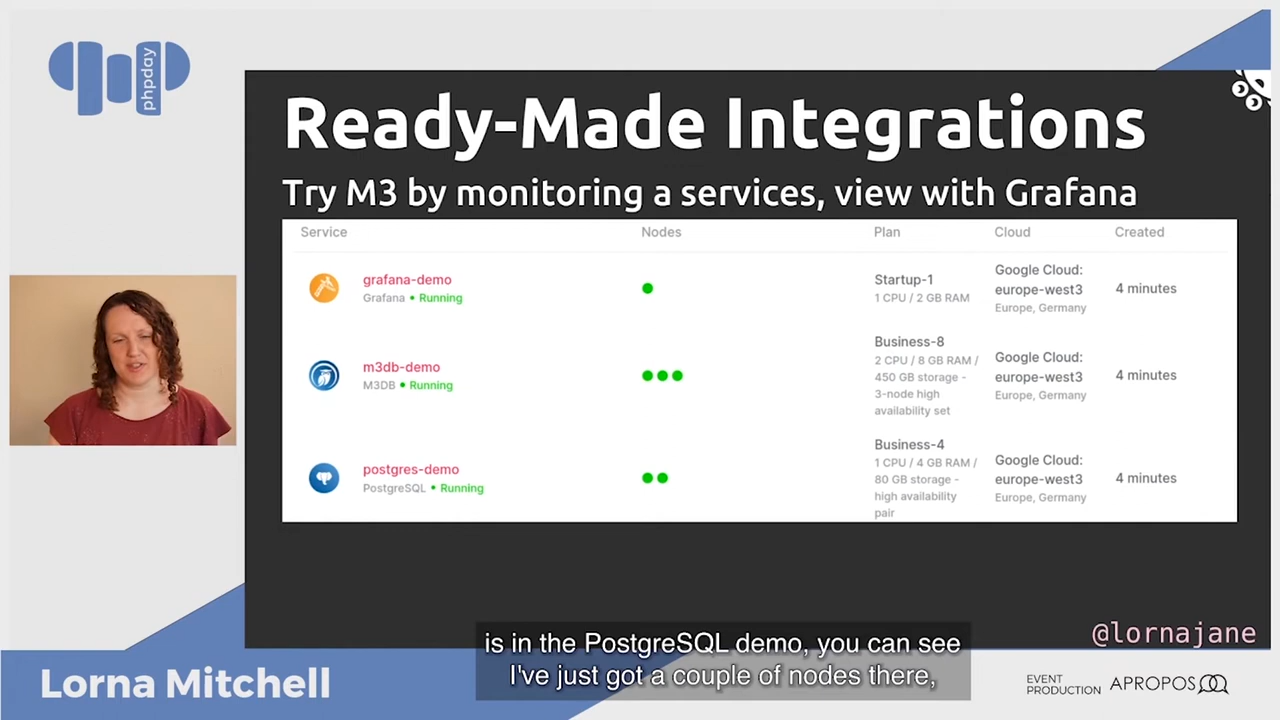 phpday
Ready-Made Integrations
Try M3 by monitoring a services, view with Grafana
Service Nodes Plan Cloud Created
grafana-demo
Grafana • Running
Startup-1
1 CPU / 2 GB RAM
Google Cloud:
europe-west3
Europe, Germany
4 minutes
m3db-demo
M3DB • Running
Business-8
2 CPU / 8 GB RAM /
450 GB storage -
3-node high
availability set
Google Cloud:
europe-west3
Europe, Germany
4 minutes
postgres-demo
PostgreSQL • Running
Business-4
1 CPU / 4 GB RAM /
80 GB storage -
high availability
pair
Google Cloud:
europe-west3
Europe, Germany
4 minutes
@lornajane
is in the PostgreSQL demo, you can see
I've just got a couple of nodes there,
Lorna Mitchell
EVENT
PRODUCTION
APROPOS